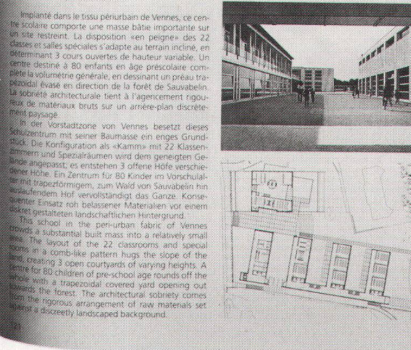 Implanté dans le tissu périurbain de Vennes, ce cen-
tre scolaire comporte une masse bâtie importante sur
un site restreint. La disposition «en peigne» des 22
classes et salles spéciales s'adapte au terrain incliné, en
déterminant 3 cours ouvertes de hauteur variable. Un
centre destiné à 80 enfants en âge préscolaire com-
plète la volumétrie générale, en dessinant un préau tra-
pézoïdal évasé en direction de la forêt de Sauvabelin.
La sobriété architecturale tient à l'agencement rigou-
reux de matériaux bruts sur un arrière-plan discrète-
ment paysagé.
In der Vorstadtzone von Vennes besetzt dieses
Schulzentrum mit seiner Baumasse ein enges Grund-
stück. Die Konfiguration als «Kamm» mit 22 Klassen-
zimmern und Spezialräumen wird dem geneigten Ge-
lände angepasst; es entstehen 3 offene Höfe verschie-
dener Höhe. Ein Zentrum für 80 Kinder im Vorschulal-
ter mit trapezförmigem, zum Wald von Sauvabelin hin
auslaufendem Hof vervollständigt das Ganze. Konse-
quenter Einsatz roh belassener Materialien vor einem
diskret gestalteten landschaftlichen Hintergrund.
The school in the peri-urban fabric of Vennes
crowds a substantial built mass into a relatively small
area. The layout of the 22 classrooms and special
rooms in a comb-like pattern hugs the slope of the
land, creating 3 open courtyards of varying heights. A
centre for 80 children of pre-school age rounds off the
whole with a trapezoidal covered yard opening out
towards the forest. The architectural sobriety comes
from the rigorous arrangement of raw materials set
against a discreetly landscaped background.